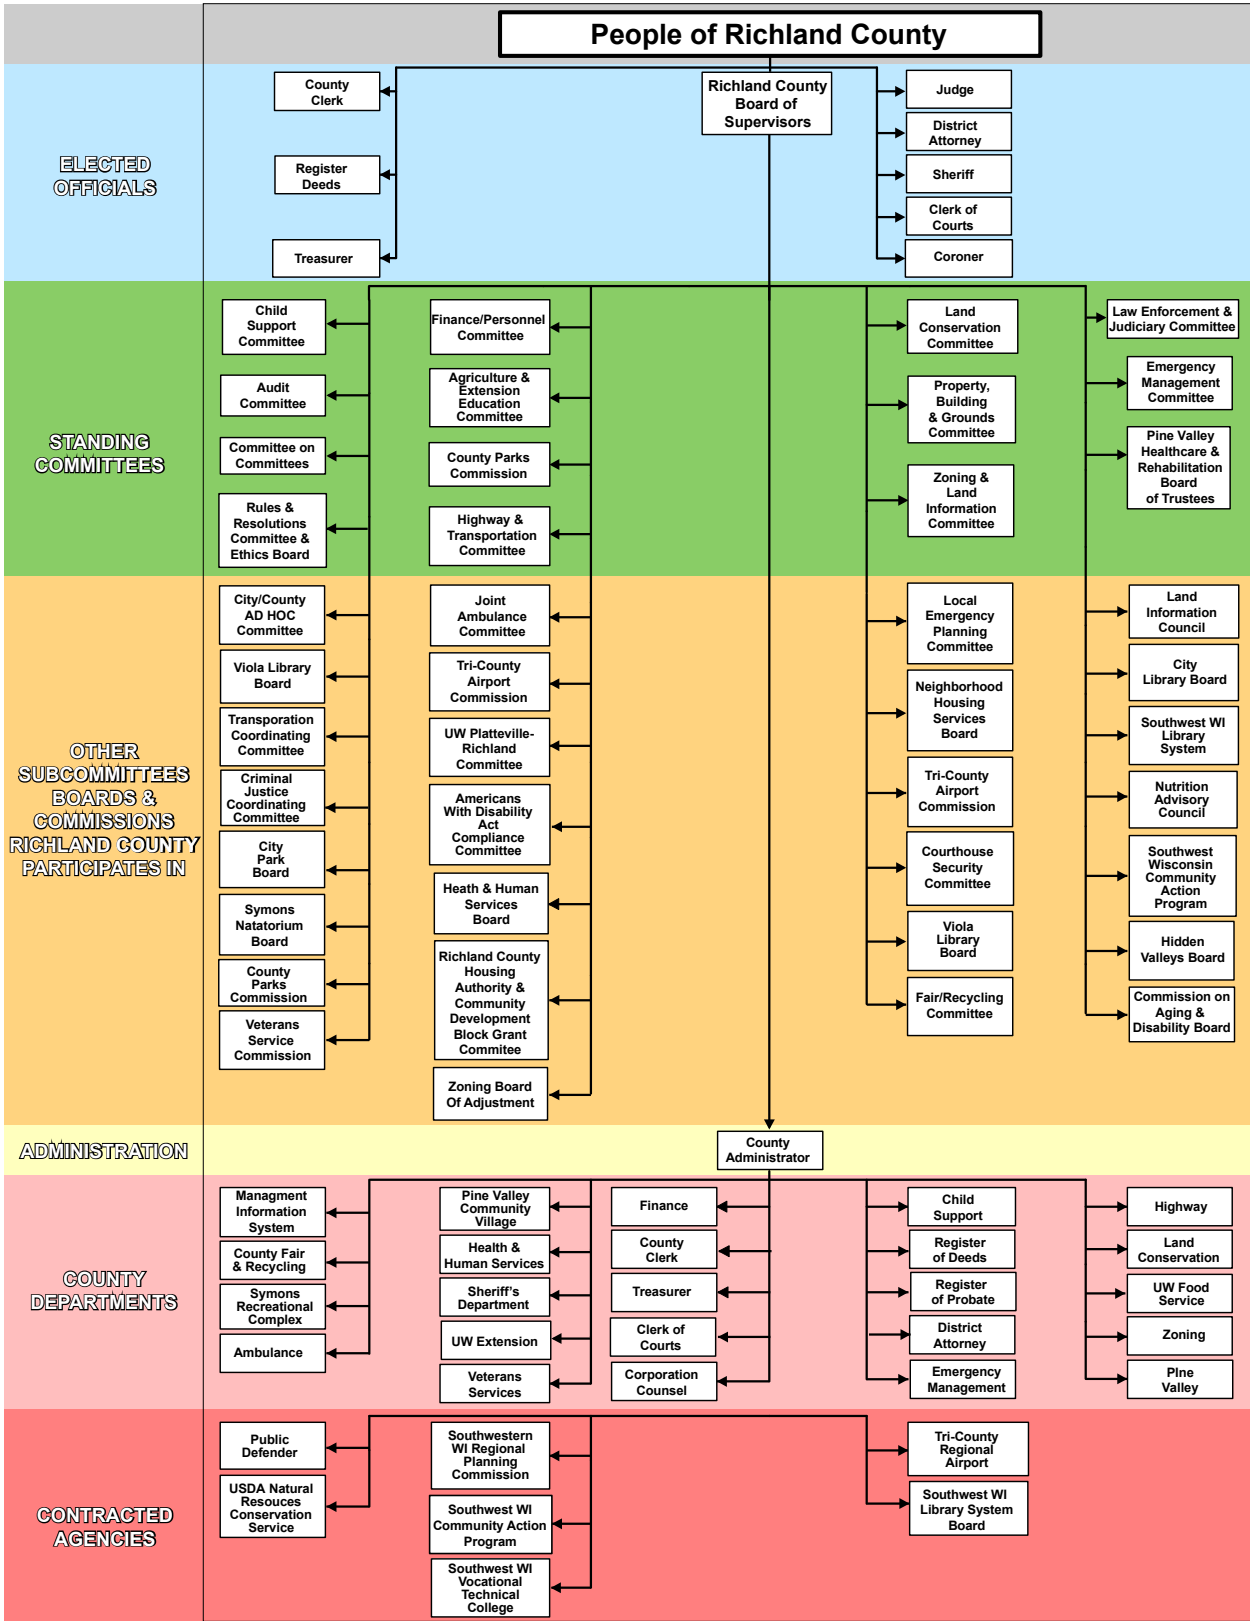 People of Richland County
ELECTED
OFFICIALS
County
Clerk
Register
Deeds
Treasurer
Richland County
Board of
Supervisors
Judge
District
Attorney
Sheriff
Clerk of
Courts
Coroner
STANDING
COMMITTEES
Child
Support
Committee
Audit
Committee
Committee on
Committees
Rules &
Resolutions
Committee &
Ethics Board
Finance/Personnel
Committee
Agriculture &
Extension
Education
Committee
County Parks
Commission
Highway &
Transportation
Committee
Land
Conservation
Committee
Property,
Building
& Grounds
Committee
Zoning &
Land
Information
Committee
Law Enforcement &
Judiciary Committee
Emergency
Management
Committee
Pine Valley
Healthcare &
Rehabilitation
Board
of Trustees
OTHER
SUBCOMMITTEES
BOARDS &
COMMISSIONS
RICHLAND COUNTY
PARTICIPATES IN
City/County
AD HOC
Committee
Viola Library
Board
Transporation
Coordinating
Committee
Criminal
Justice
Coordinating
Committee
City
Park
Board
Symons
Natatorium
Board
County
Parks
Commission
Veterans
Service
Commission
Joint
Ambulance
Committee
Tri-County
Airport
Commission
UW Platteville-
Richland
Committee
Americans
With Disability
Act
Compliance
Committee
Heath & Human
Services
Board
Richland County
Housing
Authority &
Community
Development
Block Grant
Commitee
Zoning Board
Of Adjustment
Local
Emergency
Planning
Committee
Neighborhood
Housing
Services
Board
Tri-County
Airport
Commission
Courthouse
Security
Committee
Viola
Library
Board
Fair/Recycling
Committee
Land
Information
Council
City
Library Board
Southwest WI
Library
System
Nutrition
Advisory
Council
Southwest
Wisconsin
Community
Action
Program
Hidden
Valleys Board
Commission on
Aging &
Disability Board
ADMINISTRATION
County
Administrator
COUNTY
DEPARTMENTS
Managment
Information
System
County Fair
& Recycling
Symons
Recreational
Complex
Ambulance
Pine Valley
Community
Village
Health &
Human Services
Sheriff's
Department
UW Extension
Veterans
Services
Finance
County
Clerk
Treasurer
Clerk of
Courts
Corporation
Counsel
Child
Support
Register
of Deeds
Register
of Probate
District
Attorney
Emergency
Management
Highway
Land
Conservation
UW Food
Service
Zoning
PIne
Valley
CONTRACTED
AGENCIES
Public
Defender
USDA Natural
Resouces
Conservation
Service
Southwestern
WI Regional
Planning
Commission
Southwest WI
Community Action
Program
Southwest WI
Vocational
Technical
College
Tri-County
Regional
Airport
Southwest WI
Library System
Board